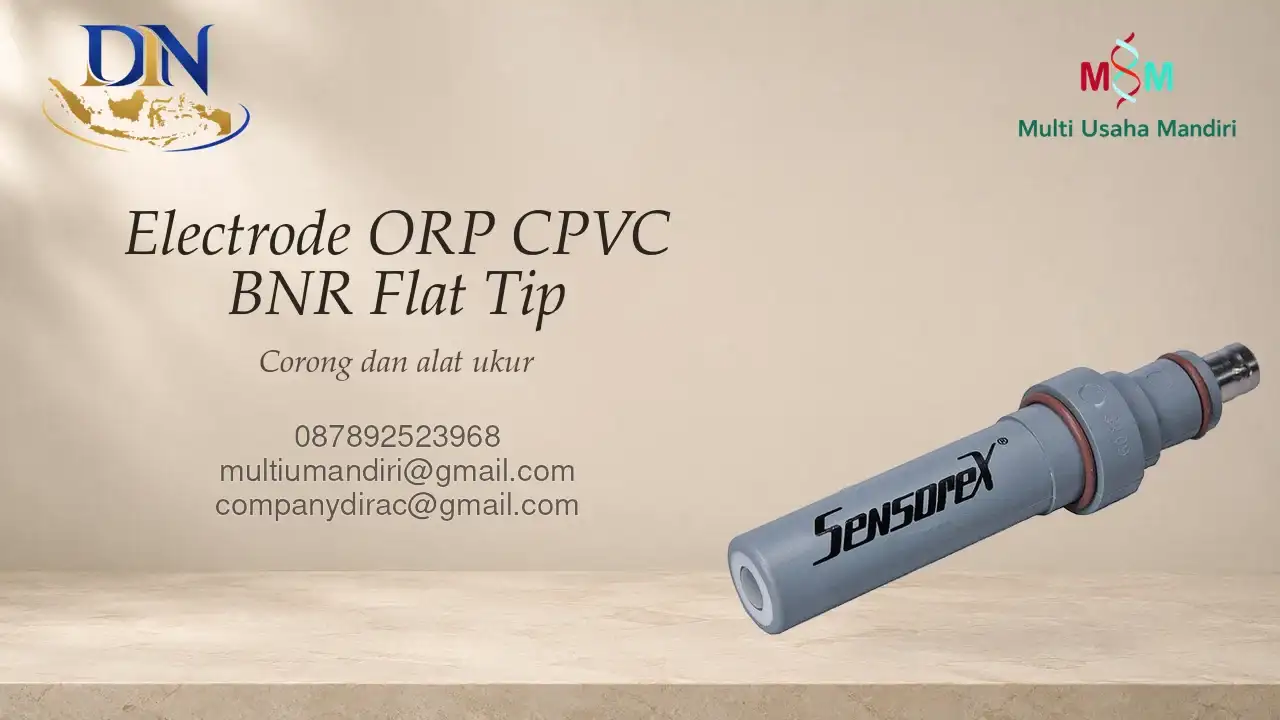 DN
M M
Multi Usaha Mandiri
Electrode ORP CPVC
BNR Flat Tip
Corong dan alat ukur
087892523968
multiumandiri@gmail.com
companydirac@gmail.com
SensoreX®